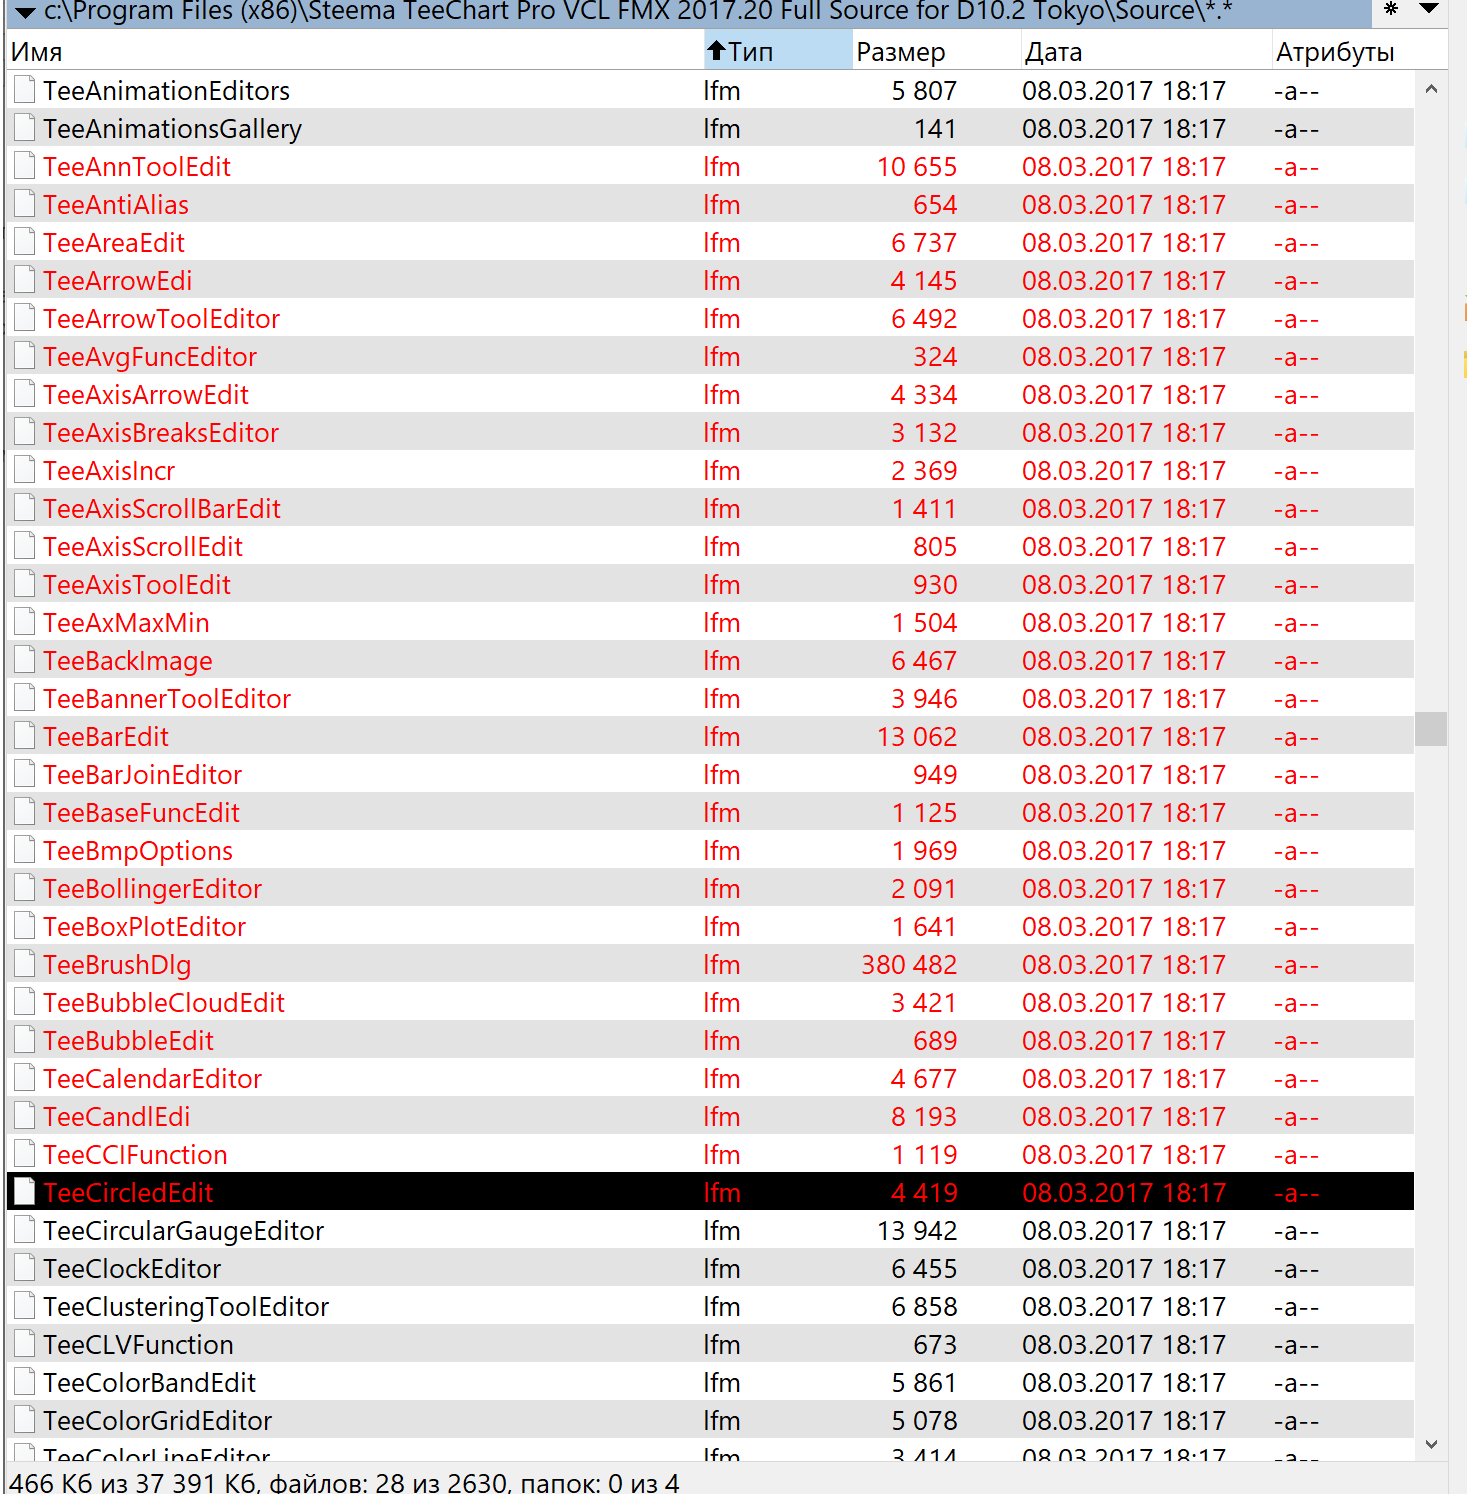 c:\Program Files (x86)\Steema TeeChart Pro VCL FMX 2017.20 Full Source for D10.2 Tokyo\Source\*.* *
Имя Тип Размер Дата Атрибуты
TeeAnimationEditors lfm 5 807 08.03.2017 18:17 -a--
TeeAnimationsGallery lfm 141 08.03.2017 18:17 -a--
TeeAnnToolEdit lfm 10 655 08.03.2017 18:17 -a--
TeeAntiAlias lfm 654 08.03.2017 18:17 -a--
TeeAreaEdit lfm 6 737 08.03.2017 18:17 -a--
TeeArrowEdi lfm 4 145 08.03.2017 18:17 -a--
TeeArrowToolEditor lfm 6 492 08.03.2017 18:17 -a--
TeeAvgFuncEditor lfm 324 08.03.2017 18:17 -a--
TeeAxisArrowEdit lfm 4 334 08.03.2017 18:17 -a--
TeeAxisBreaksEditor lfm 3 132 08.03.2017 18:17 -a--
TeeAxisIncr lfm 2 369 08.03.2017 18:17 -a--
TeeAxisScrollBarEdit lfm 1 411 08.03.2017 18:17 -a--
TeeAxisScrollEdit lfm 805 08.03.2017 18:17 -a--
TeeAxisToolEdit lfm 930 08.03.2017 18:17 -a--
TeeAxMaxMin lfm 1 504 08.03.2017 18:17 -a--
TeeBackImage lfm 6 467 08.03.2017 18:17 -a--
TeeBannerToolEditor lfm 3 946 08.03.2017 18:17 -a--
TeeBarEdit lfm 13 062 08.03.2017 18:17 -a--
TeeBarJoinEditor lfm 949 08.03.2017 18:17 -a--
TeeBaseFuncEdit lfm 1 125 08.03.2017 18:17 -a--
TeeBmpOptions lfm 1 969 08.03.2017 18:17 -a--
TeeBollingerEditor lfm 2 091 08.03.2017 18:17 -a--
TeeBoxPlotEditor lfm 1 641 08.03.2017 18:17 -a--
TeeBrushDlg lfm 380 482 08.03.2017 18:17 -a--
TeeBubbleCloudEdit lfm 3 421 08.03.2017 18:17 -a--
TeeBubbleEdit lfm 689 08.03.2017 18:17 -a--
TeeCalendarEditor lfm 4 677 08.03.2017 18:17 -a--
TeeCandlEdi lfm 8 193 08.03.2017 18:17 -a--
TeeCCIFunction lfm 1 119 08.03.2017 18:17 -a--
TeeCircledEdit lfm 4 419 08.03.2017 18:17 -a--
TeeCircularGaugeEditor lfm 13 942 08.03.2017 18:17 -a--
TeeClockEditor lfm 6 455 08.03.2017 18:17 -a--
TeeClusteringToolEditor lfm 6 858 08.03.2017 18:17 -a--
TeeCLVFunction lfm 673 08.03.2017 18:17 -a--
TeeColorBandEdit lfm 5 861 08.03.2017 18:17 -a--
TeeColorGridEditor lfm 5 078 08.03.2017 18:17 -a--
TeeColorLineEditor lfm 3 414 08.03.2017 18:17 -a--
466 Кб из 37 391 Кб, файлов: 28 из 2630, папок: 0 из 4